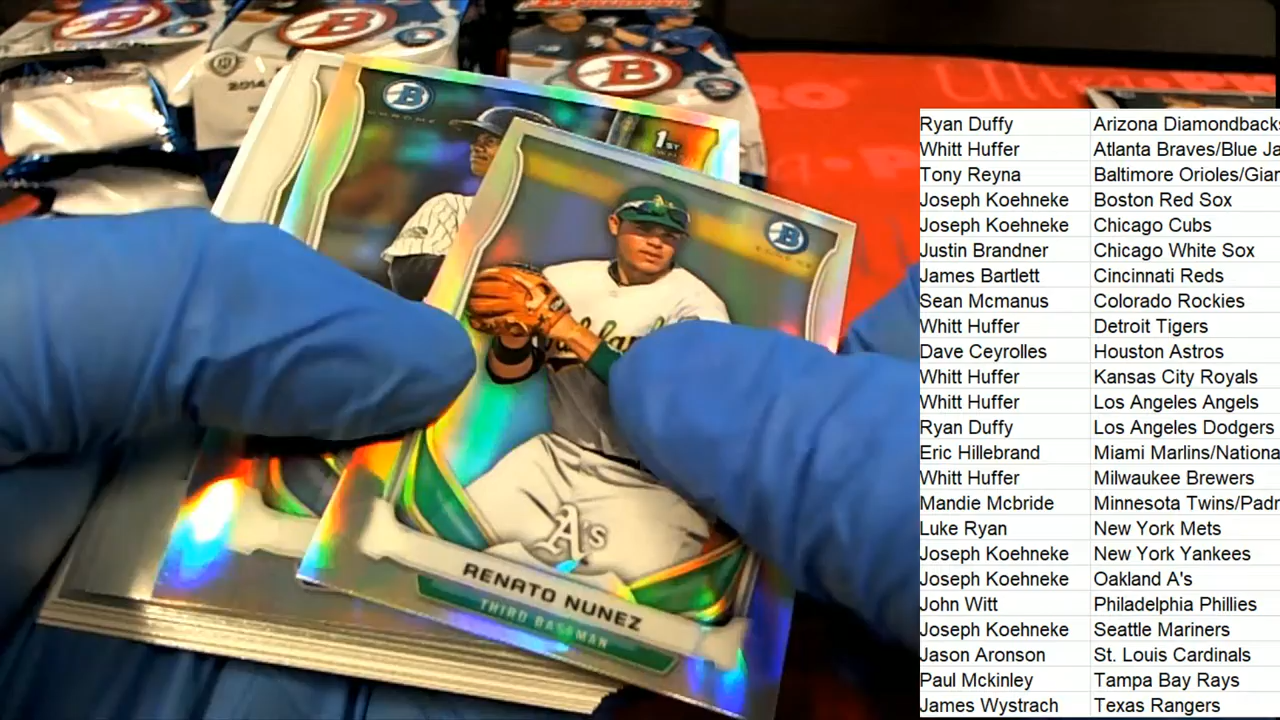 B
B
B
2014
B
CHROME
1ST
B
A's
RENATO NUNEZ
THIRD BASEMAN
Ryan Duffy Arizona Diamondbacks
Whitt Huffer Atlanta Braves/Blue Ja
Tony Reyna Baltimore Orioles/Gian
Joseph Koehneke Boston Red Sox
Joseph Koehneke Chicago Cubs
Justin Brandner Chicago White Sox
James Bartlett Cincinnati Reds
Sean Mcmanus Colorado Rockies
Whitt Huffer Detroit Tigers
Dave Ceyrolles Houston Astros
Whitt Huffer Kansas City Royals
Whitt Huffer Los Angeles Angels
Ryan Duffy Los Angeles Dodgers
Eric Hillebrand Miami Marlins/Nationa
Whitt Huffer Milwaukee Brewers
Mandie Mcbride Minnesota Twins/Padr
Luke Ryan New York Mets
Joseph Koehneke New York Yankees
Joseph Koehneke Oakland A's
John Witt Philadelphia Phillies
Joseph Koehneke Seattle Mariners
Jason Aronson St. Louis Cardinals
Paul Mckinley Tampa Bay Rays
James Wystrach Texas Rangers